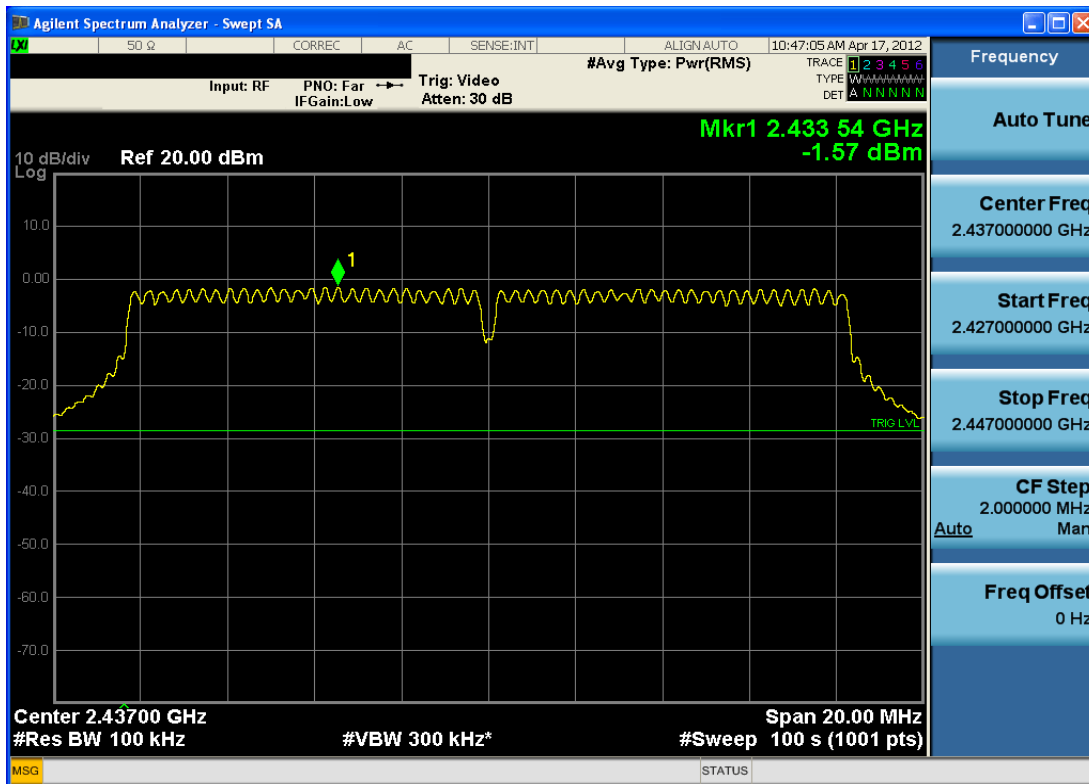 Agilent Spectrum Analyzer - Swept SA
LXI 50 Ω CORREC AC SENSE:INT ALIGN AUTO 10:47:05 AM Apr 17, 2012
Input: RF PNO: Far IFGain:Low
Trig: Video
Atten: 30 dB
#Avg Type: Pwr(RMS)
TRACE 1 2 3 4 5 6
TYPE WWWWWW
DET A N N N N N
Mkr1 2.433 54 GHz
-1.57 dBm
10 dB/div Ref 20.00 dBm
Log
10.0
0.00
1
-10.0
-20.0
TRIG LVL
-30.0
-40.0
-50.0
-60.0
-70.0
Center 2.43700 GHz Span 20.00 MHz
#Res BW 100 kHz #VBW 300 kHz* #Sweep 100 s (1001 pts)
MSG STATUS
Frequency
Auto Tune
Center Freq
2.437000000 GHz
Start Freq
2.427000000 GHz
Stop Freq
2.447000000 GHz
CF Step
2.000000 MHz
Auto Man
Freq Offset
0 Hz